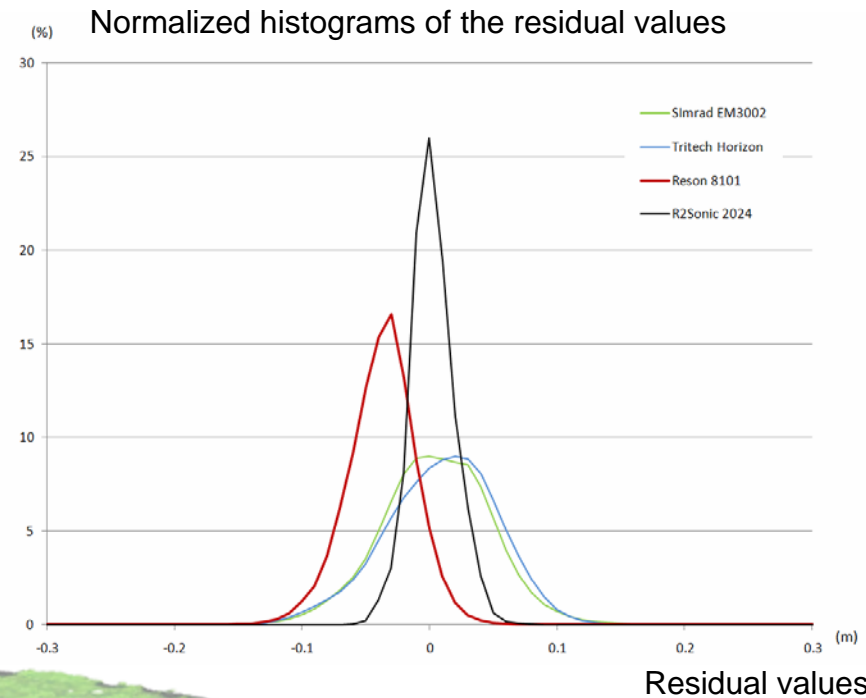 Normalized histograms of the residual values
(%)
30
25
20
15
10
5
0
Simrad EM3002
Tritech Horizon
Reson 8101
R2Sonic 2024
-0.3
-0.2
-0.1
0
0.1
0.2
0.3
(m)
Residual values